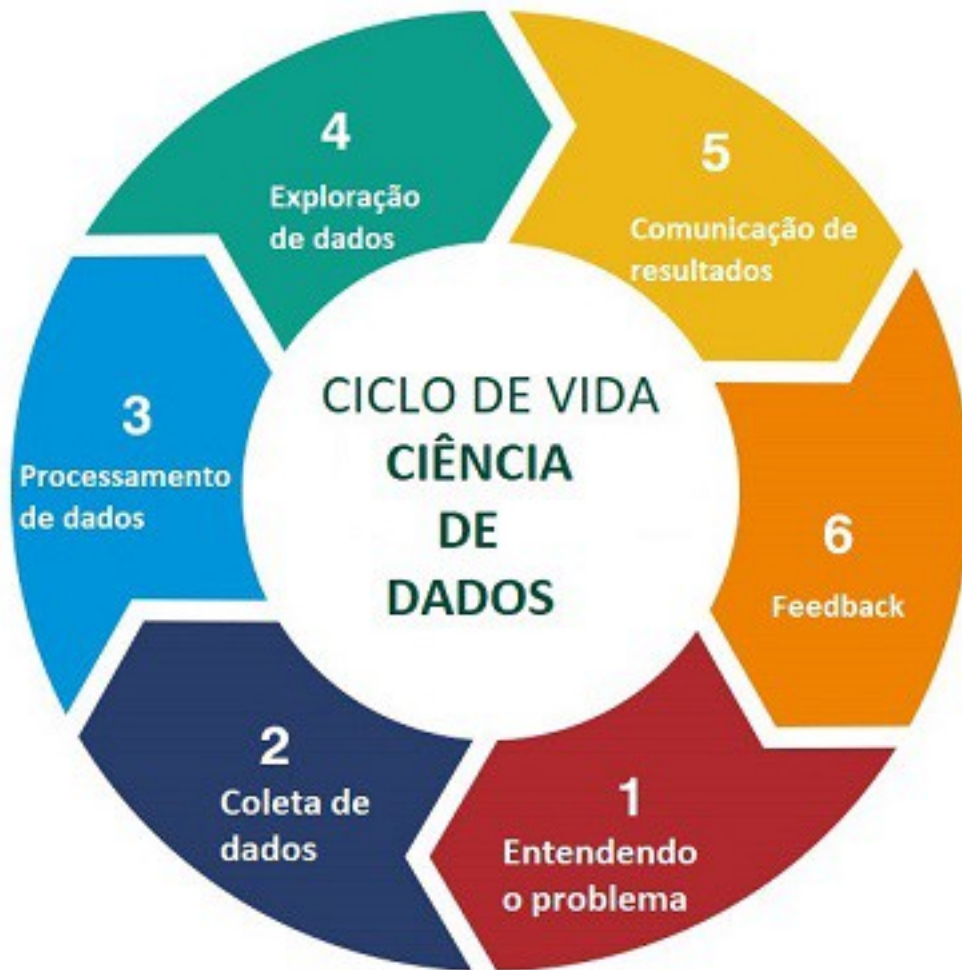 CICLO DE VIDA
CIÊNCIA
DE
DADOS
1
Entendendo
o problema
2
Coleta de
dados
3
Processamento
de dados
4
Exploração
de dados
5
Comunicação de
resultados
6
Feedback